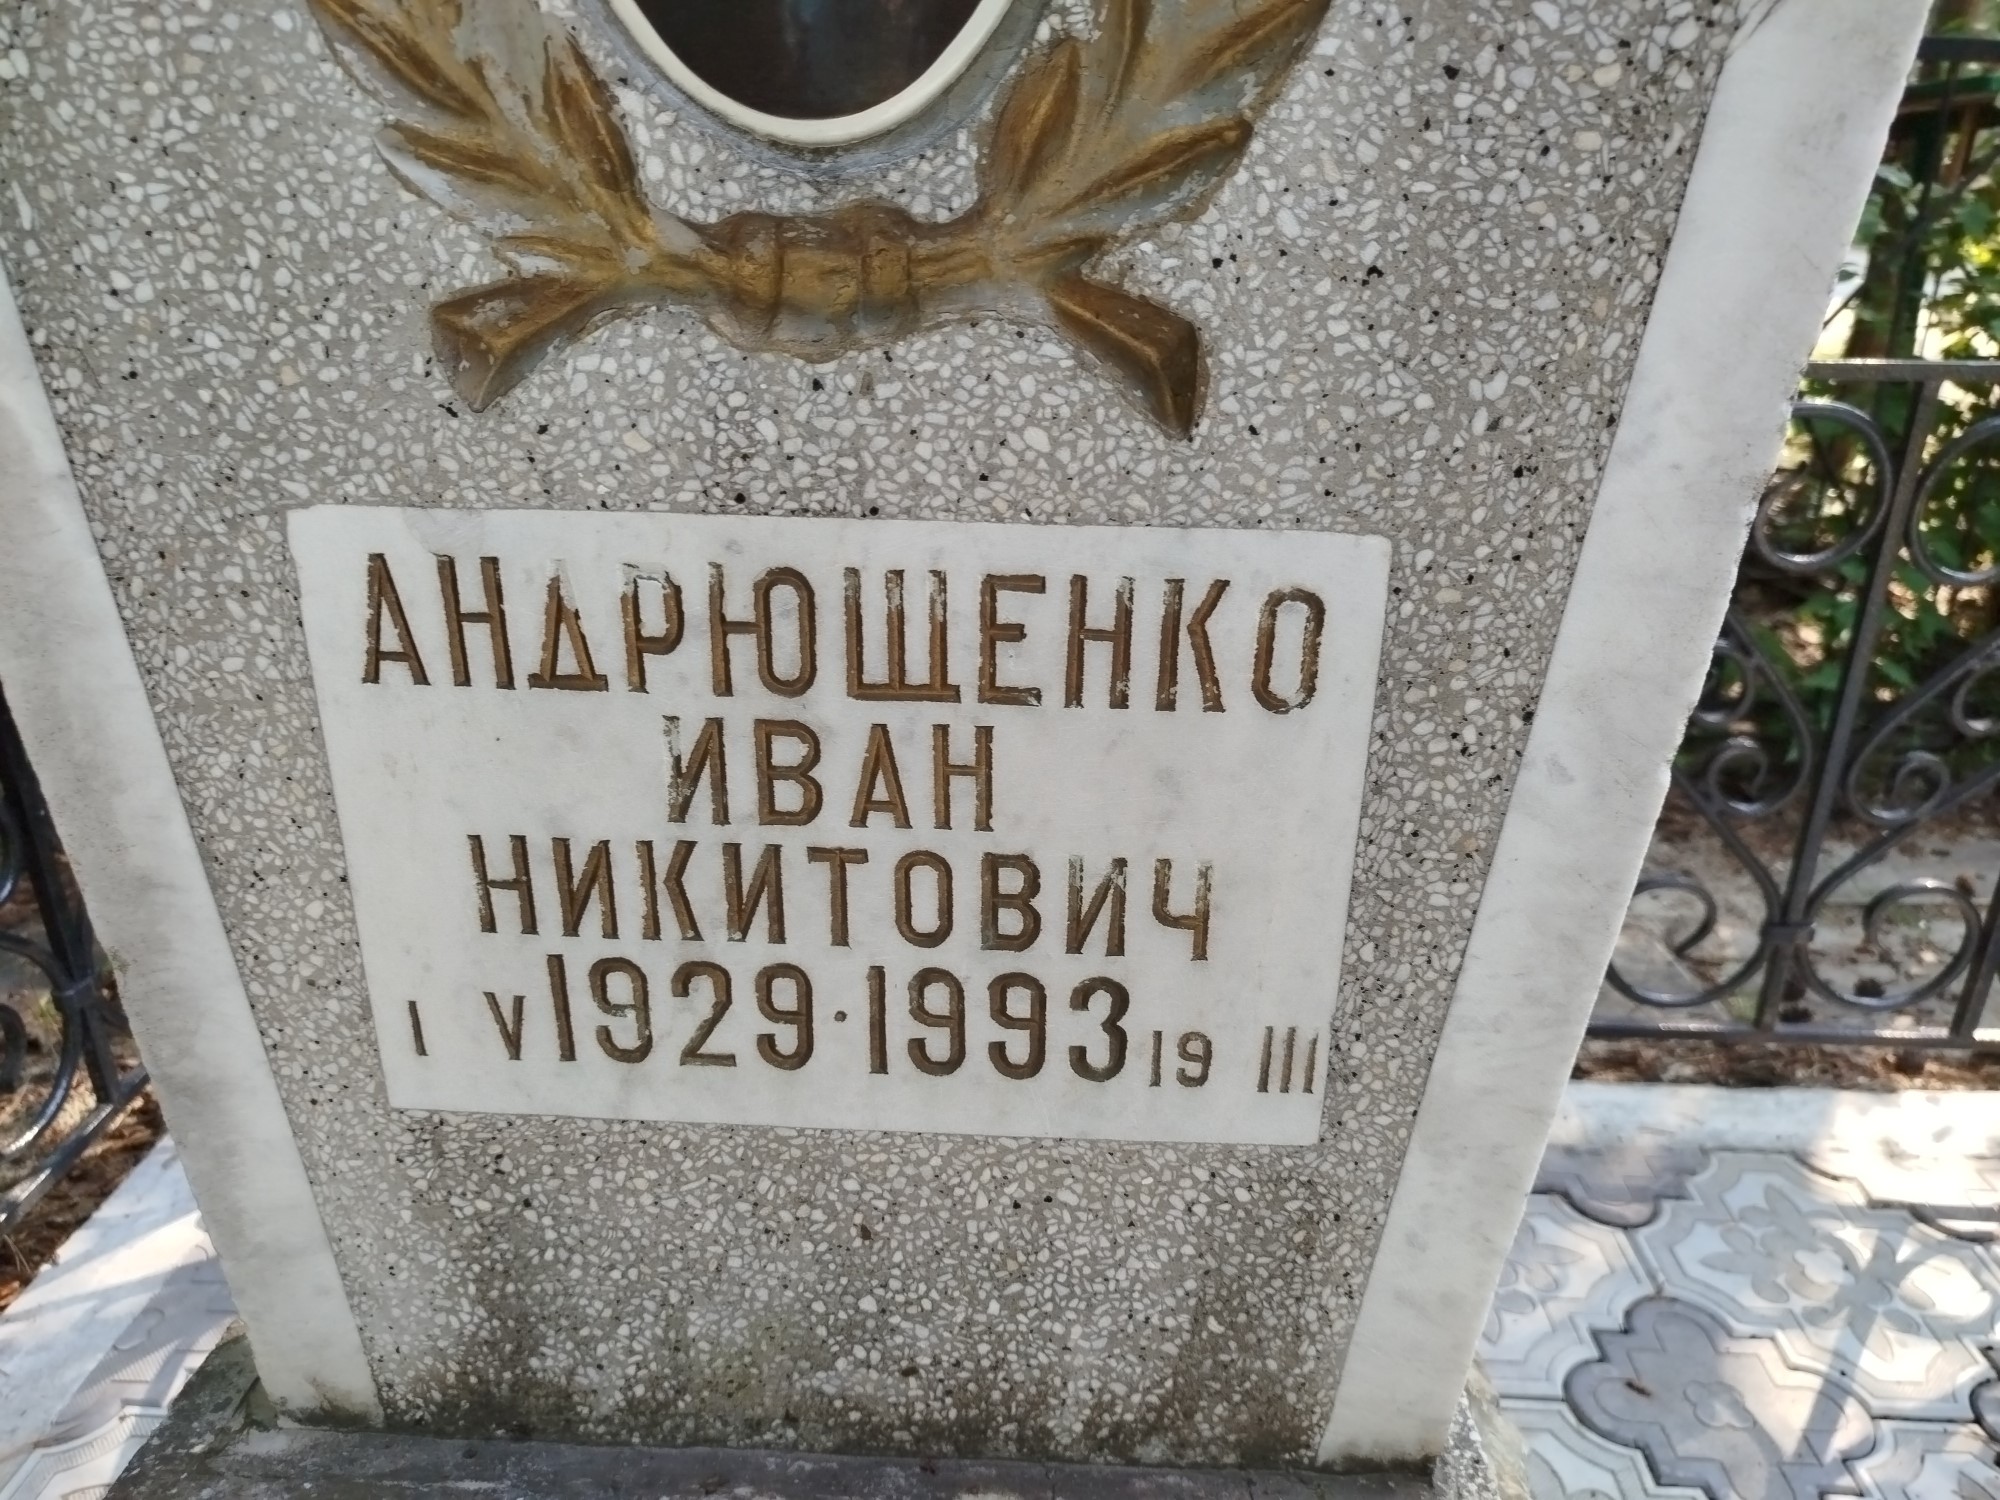 АНДРЮЩЕНКО
ИВАН
НИКИТОВИЧ
I V 1929·1993 19 III